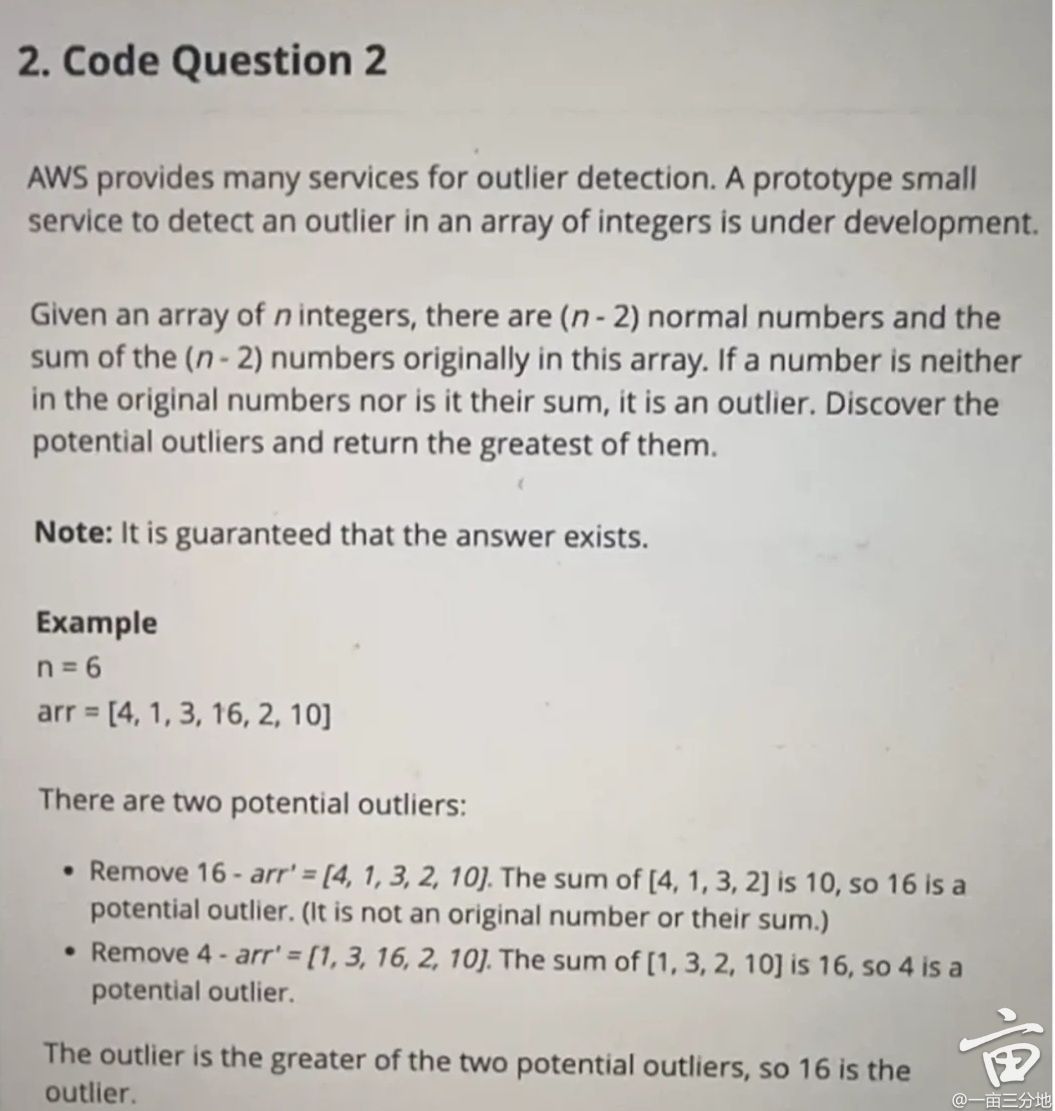 2. Code Question 2
AWS provides many services for outlier detection. A prototype small
service to detect an outlier in an array of integers is under development.
Given an array of n integers, there are (n - 2) normal numbers and the
sum of the (n - 2) numbers originally in this array. If a number is neither
in the original numbers nor is it their sum, it is an outlier. Discover the
potential outliers and return the greatest of them.
Note: It is guaranteed that the answer exists.
Example
n = 6
arr = [4, 1, 3, 16, 2, 10]
There are two potential outliers:
• Remove 16 - arr' = [4, 1, 3, 2, 10]. The sum of [4, 1, 3, 2] is 10, so 16 is a
potential outlier. (It is not an original number or their sum.)
• Remove 4 - arr' = [1, 3, 16, 2, 10]. The sum of [1, 3, 2, 10] is 16, so 4 is a
potential outlier.
The outlier is the greater of the two potential outliers, so 16 is the
outlier.
亩
@一亩三分地